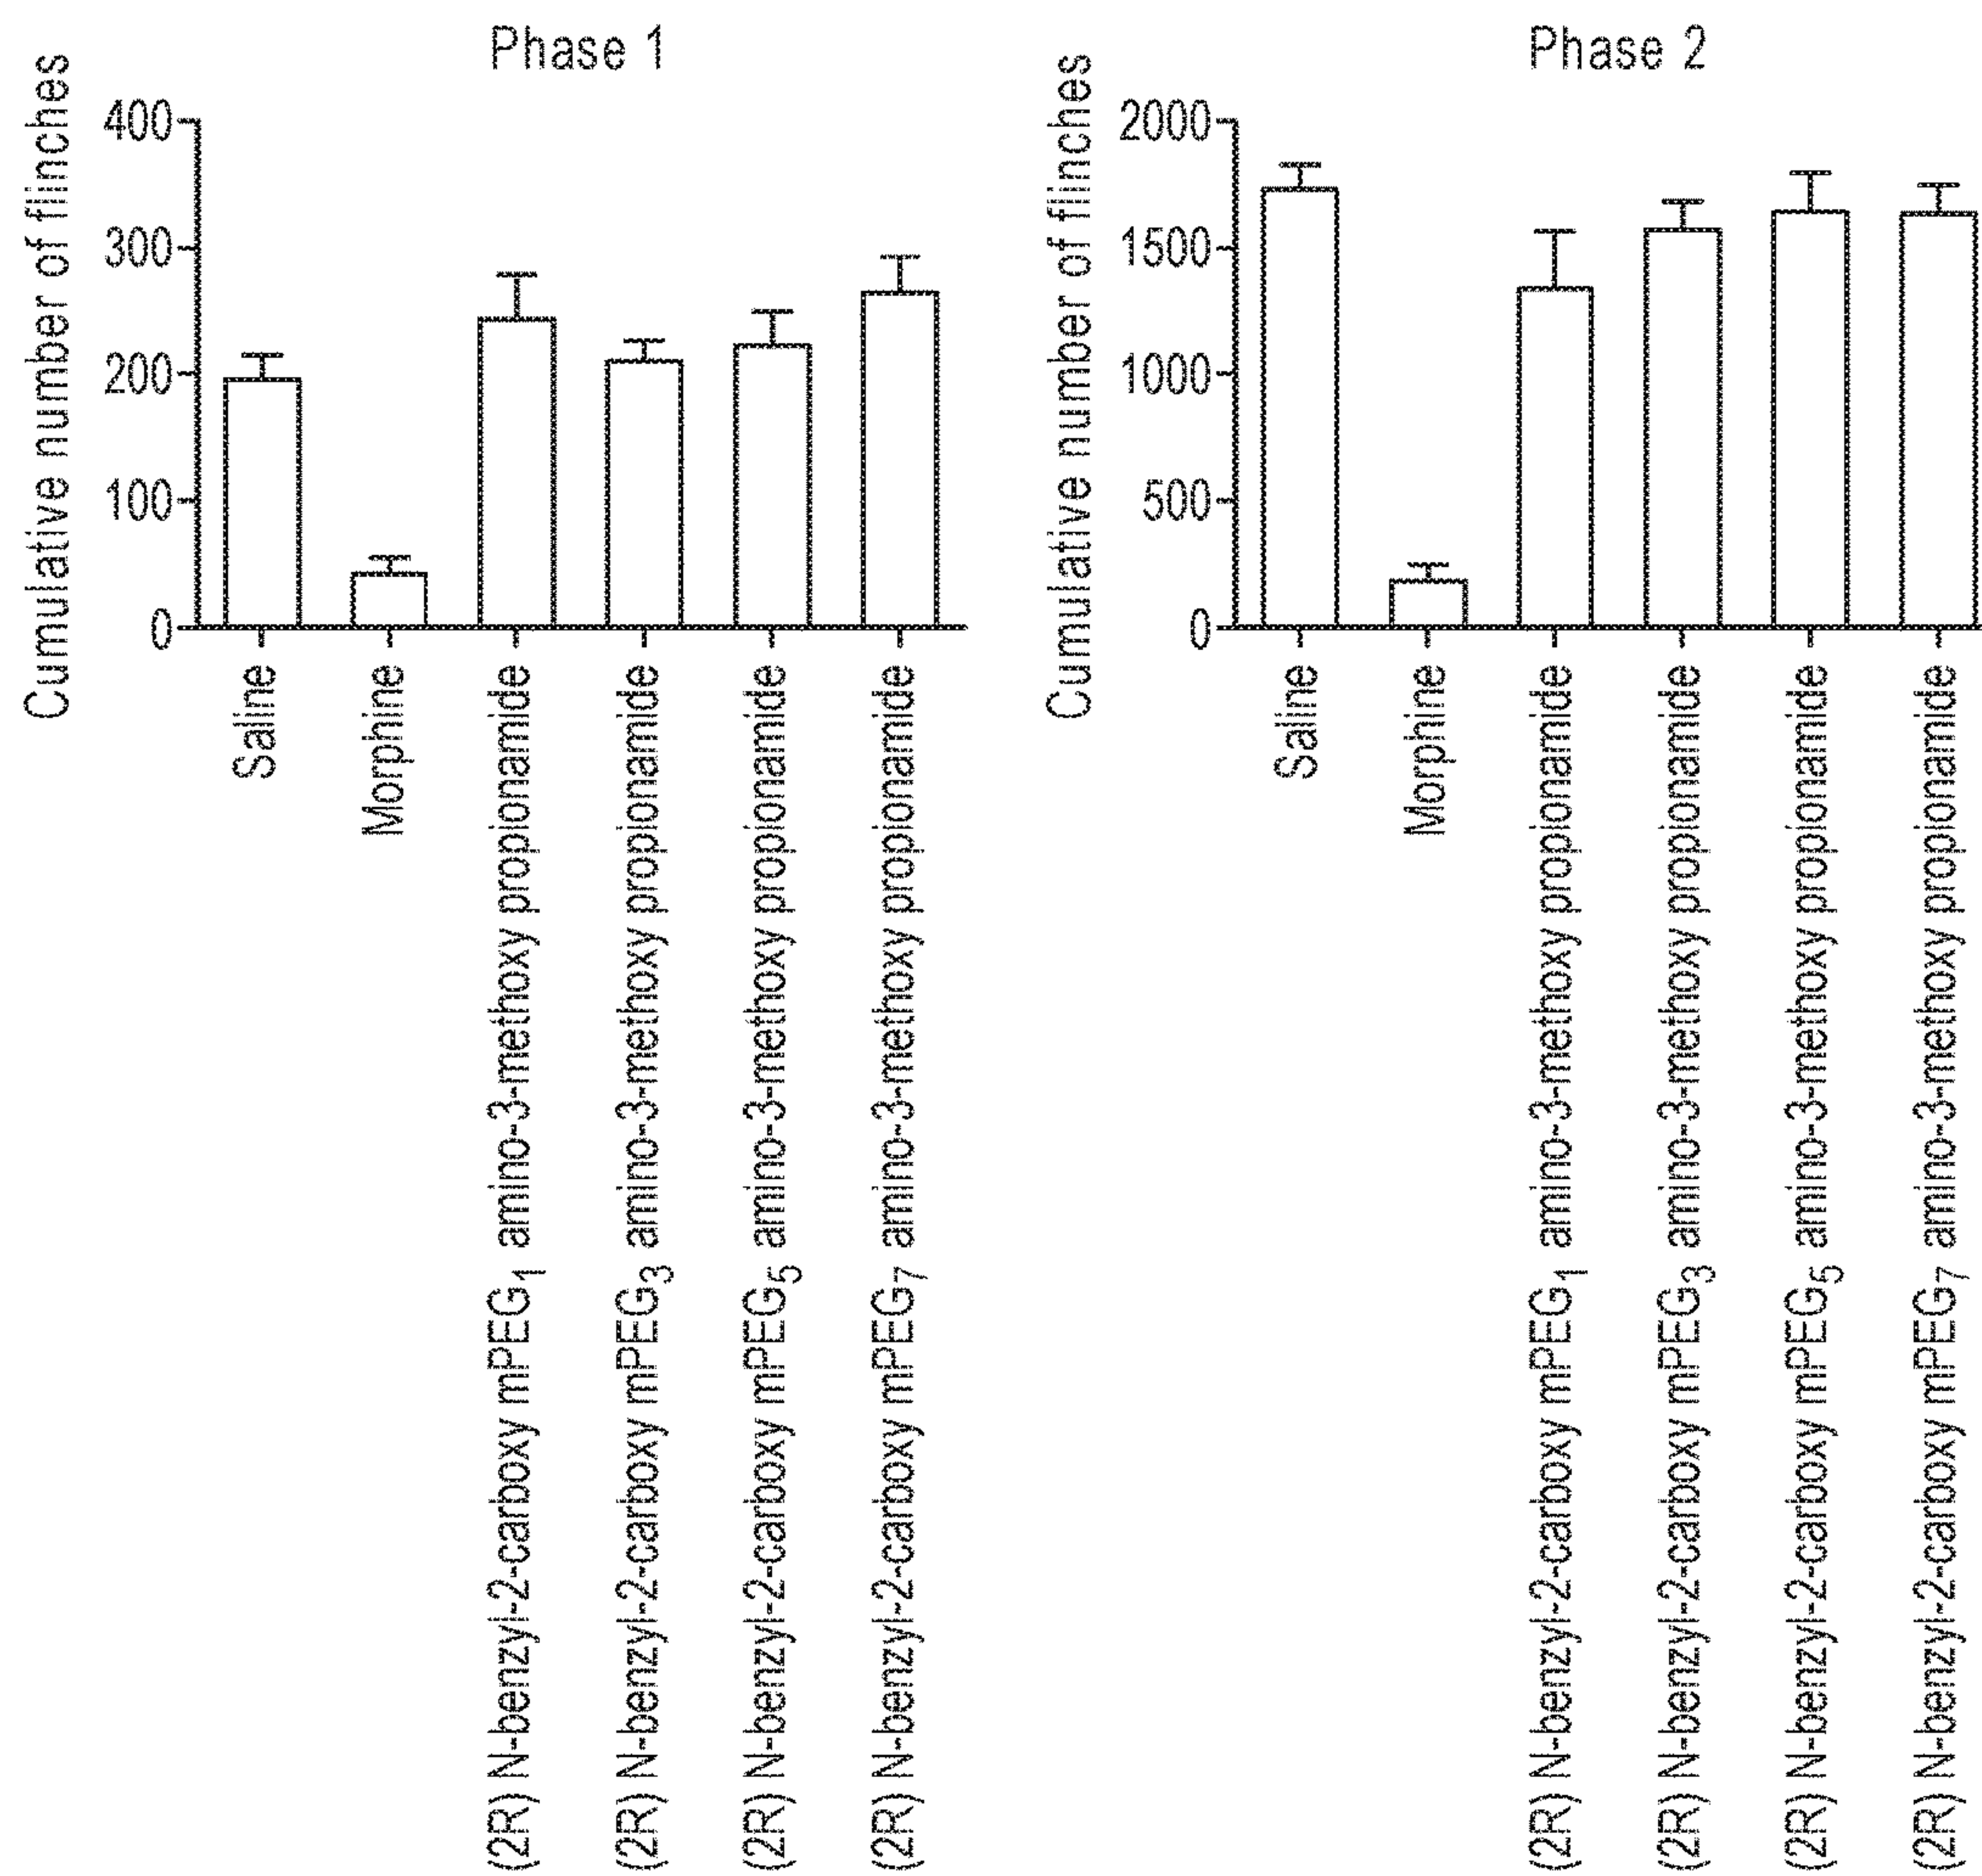 Phase 1
Cumulative number of flinches
400
300
200
100
0
Saline
Morphine
(2R) N-benzyl-2-carboxy mPEG₁ amino-3-methoxy propionamide
(2R) N-benzyl-2-carboxy mPEG₃ amino-3-methoxy propionamide
(2R) N-benzyl-2-carboxy mPEG₅ amino-3-methoxy propionamide
(2R) N-benzyl-2-carboxy mPEG₇ amino-3-methoxy propionamide
Phase 2
Cumulative number of flinches
2000
1500
1000
500
0
Saline
Morphine
(2R) N-benzyl-2-carboxy mPEG₁ amino-3-methoxy propionamide
(2R) N-benzyl-2-carboxy mPEG₃ amino-3-methoxy propionamide
(2R) N-benzyl-2-carboxy mPEG₅ amino-3-methoxy propionamide
(2R) N-benzyl-2-carboxy mPEG₇ amino-3-methoxy propionamide